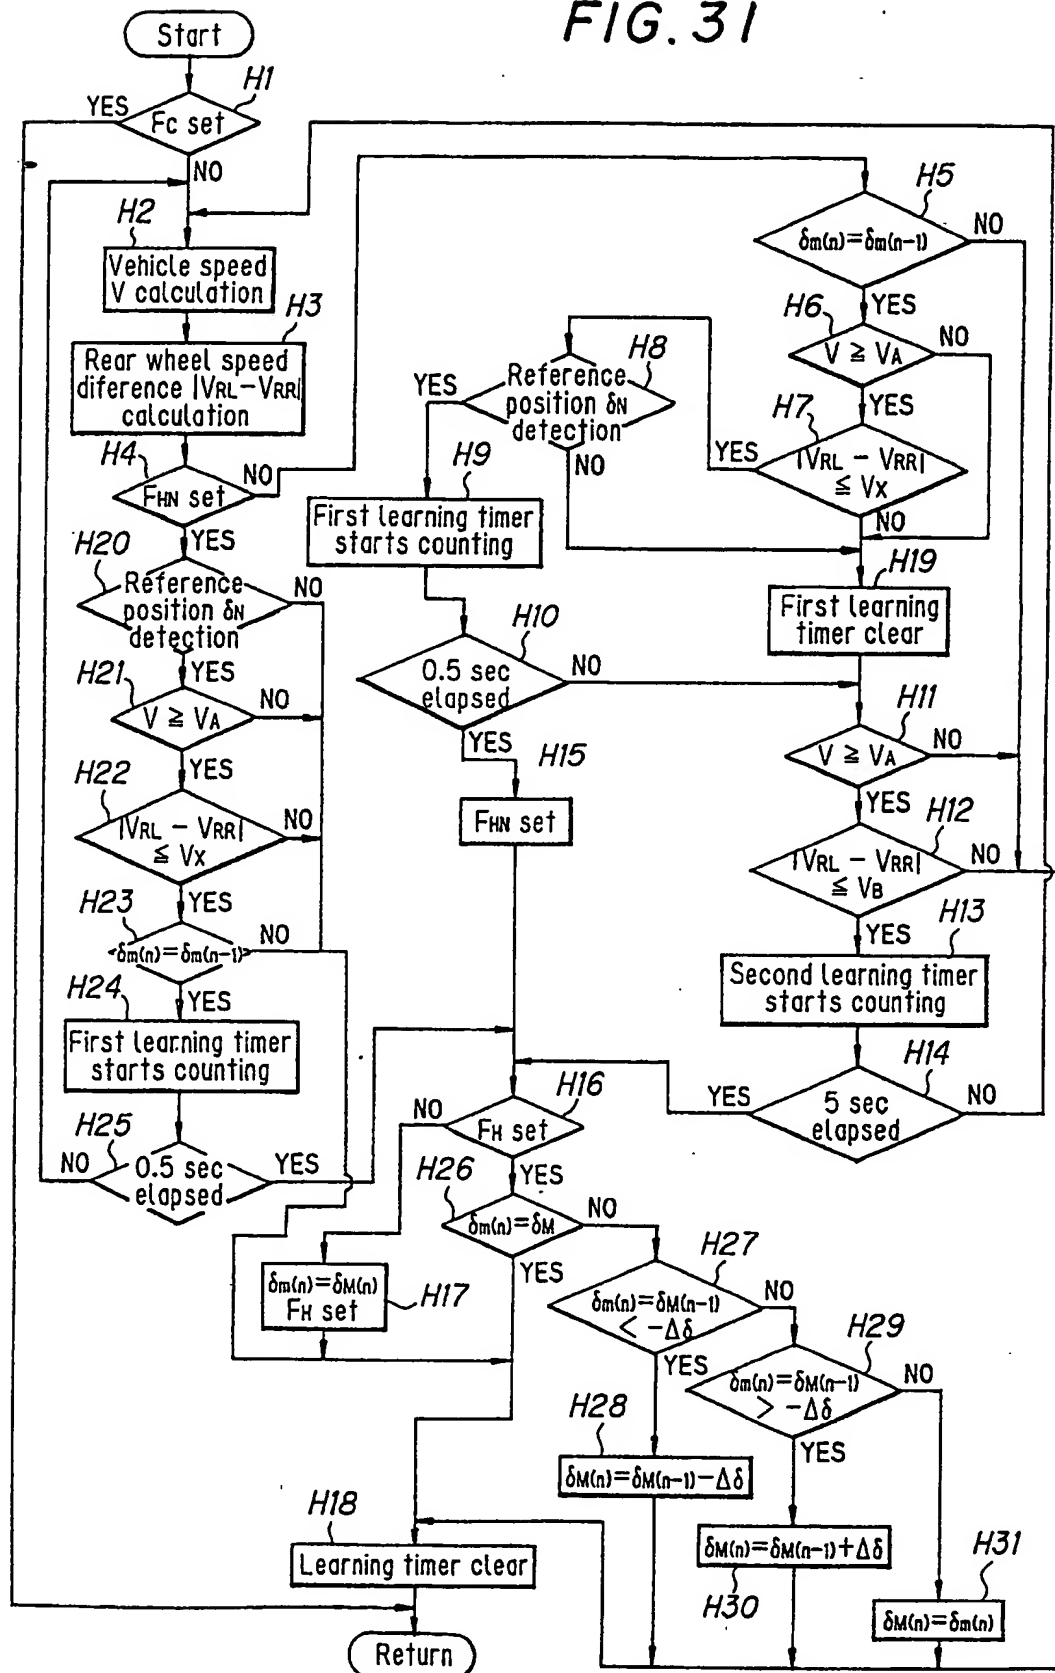 FIG. 31
Start
H1
YES
Fc set
NO
H2
Vehicle speed
V calculation
H3
Rear wheel speed
diference |VRL-VRR|
calculation
H4
FHN set
NO
YES
H20
Reference
position δN
detection
NO
YES
H21
V ≧ VA
NO
YES
H22
|VRL - VRR|
≦ Vx
NO
YES
H23
δm(n)=δm(n-1)
NO
YES
H24
First learning timer
starts counting
H25
NO
0.5 sec
elapsed
YES
H5
δm(n)=δm(n-1)
NO
YES
H6
V ≧ VA
NO
YES
H7
|VRL - VRR|
≦ Vx
YES
NO
H8
Reference
position δN
detection
YES
NO
H9
First learning timer
starts counting
H10
0.5 sec
elapsed
NO
YES
H15
FHN set
H19
First learning
timer clear
H11
V ≧ VA
NO
YES
H12
|VRL - VRR|
≦ VB
NO
YES
H13
Second learning timer
starts counting
H14
5 sec
elapsed
YES
NO
H16
FH set
NO
YES
H26
δm(n)=δM
NO
YES
H17
δm(n)=δM(n)
FH set
H27
δm(n)=δM(n-1)
< -Δδ
NO
YES
H28
δM(n)=δM(n-1)-Δδ
H29
δm(n)=δM(n-1)
> -Δδ
NO
YES
H30
δM(n)=δM(n-1)+Δδ
H31
δM(n)=δm(n)
H18
Learning timer clear
Return